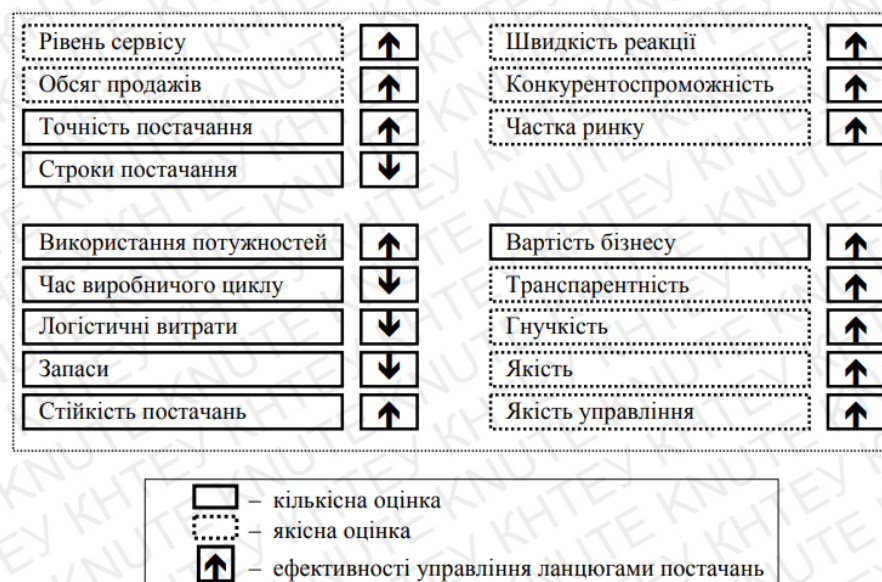 Рівень сервісу
Обсяг продажів
Точність постачання
Строки постачання
Швидкість реакції
Конкурентоспроможність
Частка ринку
Використання потужностей
Час виробничого циклу
Логістичні витрати
Запаси
Стійкість постачань
Вартість бізнесу
Транспарентність
Гнучкість
Якість
Якість управління
– кількісна оцінка
– якісна оцінка
– ефективності управління ланцюгами постачань
KHTEY KNUTE